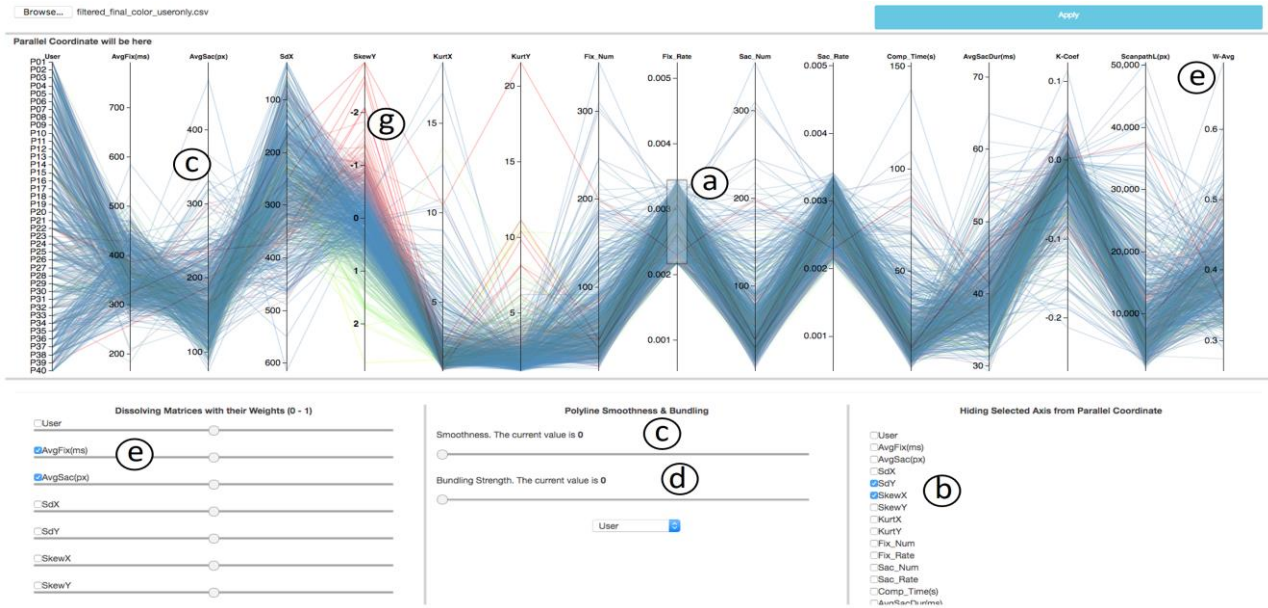 Browse... filtered_final_color_useronly.csv
Apply
Parallel Coordinate will be here
User AvgFix(ms) AvgSac(px) SdX SkewY KurtX KurtY Fix_Num Fix_Rate Sac_Num Sac_Rate Comp_Time(s) AvgSacDur(ms) K-Coef ScanpathL(px) W-Avg
P01
P02
P03
P04
P05
P06
P07
P08
P09
P10
P11
P12
P13
P14
P15
P16
P17
P18
P19
P20
P21
P22
P23
P24
P25
P26
P27
P28
P29
P30
P31
P32
P33
P34
P35
P36
P37
P38
P39
P40
700
600
400
300
200
400
300
200
100
100
200
300
400
500
600
-2
-1
0
1
2
15
10
5
20
15
10
5
300
200
100
0.005
0.004
0.003
0.002
0.001
300
200
100
0.005
0.004
0.003
0.002
0.001
150
100
50
70
60
50
40
30
0.1
0.0
-0.1
-0.2
50,000
40,000
30,000
20,000
10,000
0.6
0.5
0.4
0.3
c
g
a
e
Dissolving Matrices with their Weights (0 - 1)
User
AvgFix(ms)
e
AvgSac(px)
SdX
SdY
SkewX
SkewY
Polyline Smoothness & Bundling
Smoothness. The current value is 0
c
Bundling Strength. The current value is 0
d
User
Hiding Selected Axis from Parallel Coordinate
User
AvgFix(ms)
AvgSac(px)
SdX
SdY
SkewX
b
SkewY
KurtX
KurtY
Fix_Num
Fix_Rate
Sac_Num
Sac_Rate
Comp_Time(s)
AvgSacDur(ms)